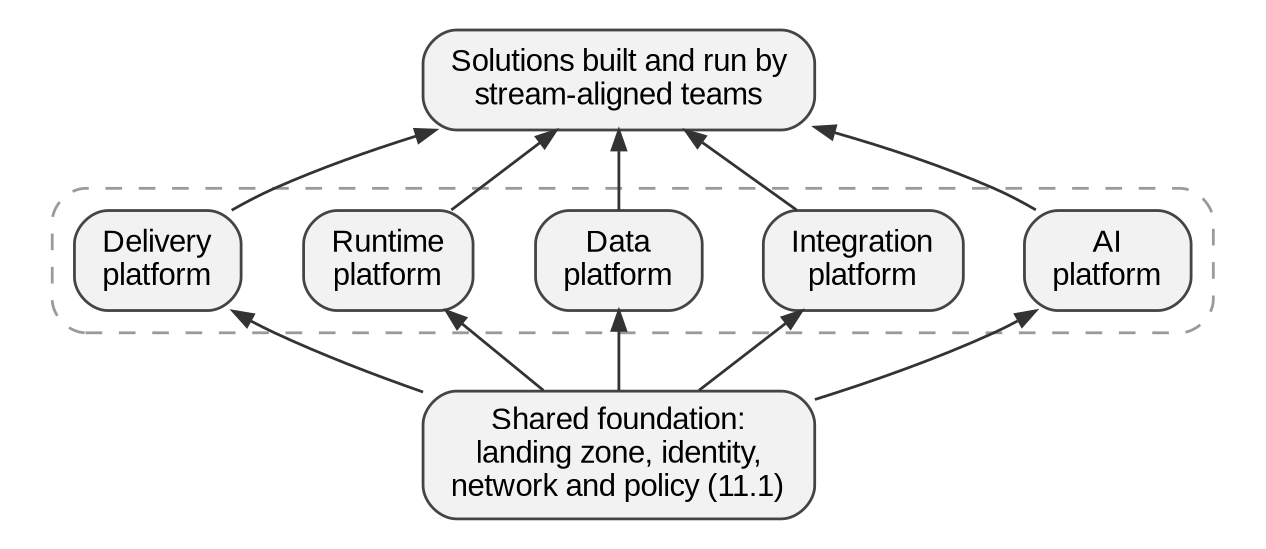 Solutions built and run by
stream-aligned teams
Delivery
platform
Runtime
platform
Data
platform
Integration
platform
AI
platform
Shared foundation:
landing zone, identity,
network and policy (11.1)